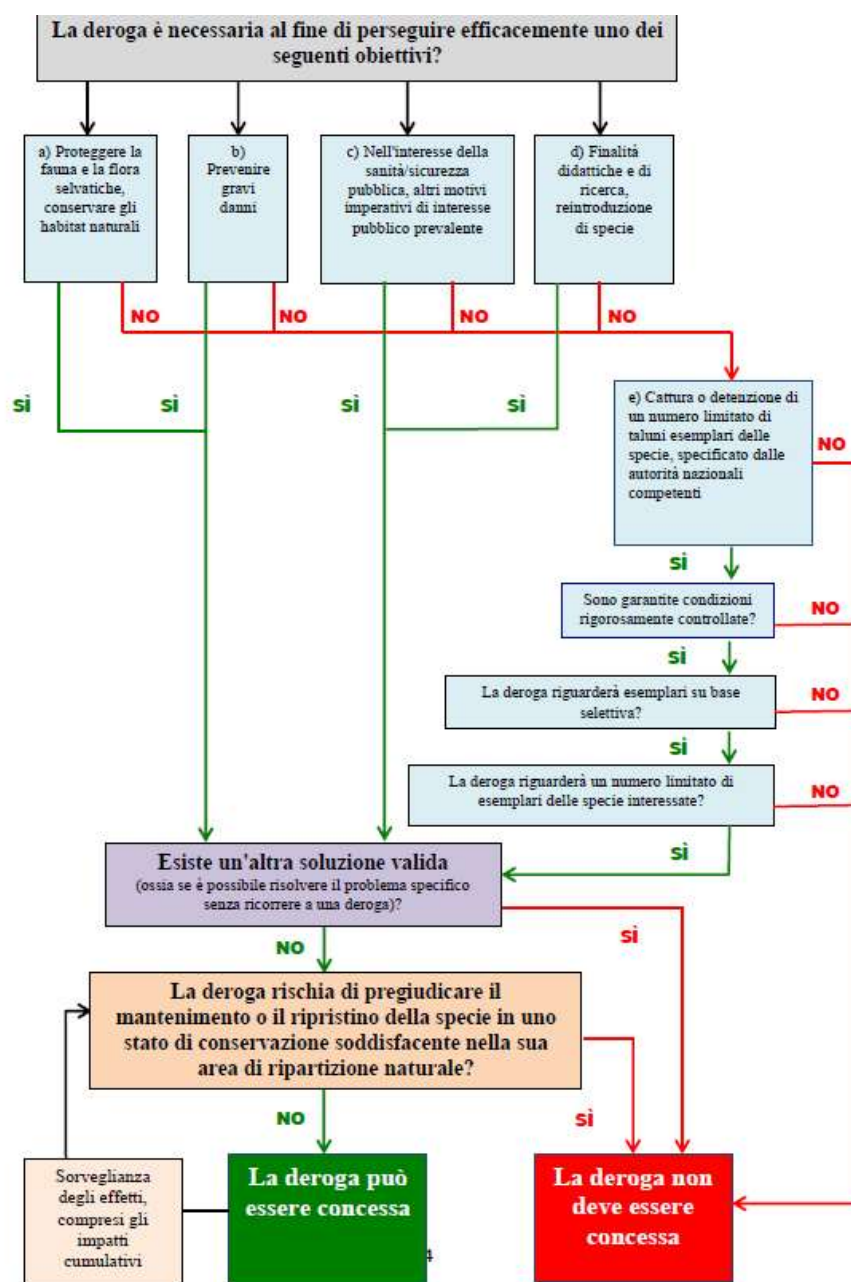 La deroga è necessaria al fine di perseguire efficacemente uno dei
seguenti obiettivi?
a) Proteggere la
fauna e la flora
selvatiche,
conservare gli
habitat naturali
b)
Prevenire
gravi
danni
c) Nell'interesse della
sanità/sicurezza
pubblica, altri motivi
imperativi di interesse
pubblico prevalente
d) Finalità
didattiche e di
ricerca,
reintroduzione
di specie
NO
NO
NO
NO
SÌ
SÌ
SÌ
SÌ
e) Cattura o detenzione di
un numero limitato di
taluni esemplari delle
specie, specificato dalle
autorità nazionali
competenti
NO
SÌ
Sono garantite condizioni
rigorosamente controllate?
NO
SÌ
La deroga riguarderà esemplari su base
selettiva?
NO
SÌ
La deroga riguarderà un numero limitato di
esemplari delle specie interessate?
NO
SÌ
Esiste un'altra soluzione valida
(ossia se è possibile risolvere il problema specifico
senza ricorrere a una deroga)?
NO
SÌ
La deroga rischia di pregiudicare il
mantenimento o il ripristino della specie in uno
stato di conservazione soddisfacente nella sua
area di ripartizione naturale?
NO
SÌ
Sorveglianza
degli effetti,
compresi gli
impatti
cumulativi
La deroga può
essere concessa
La deroga non
deve essere
concessa
4